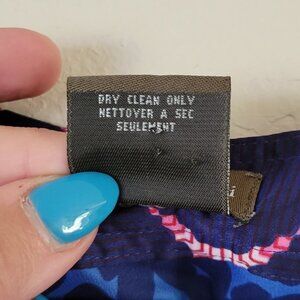 DRY CLEAN ONLY
NETTOYER A SEC
SEULEMENT